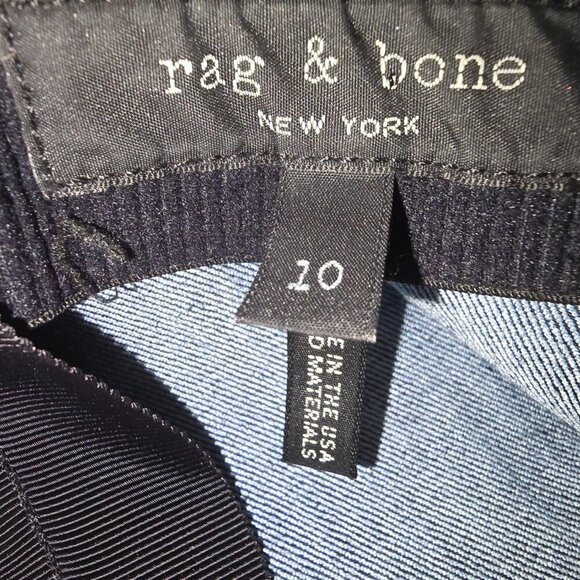 rag & bone
NEW YORK
10
IN THE USA
MATERIALS